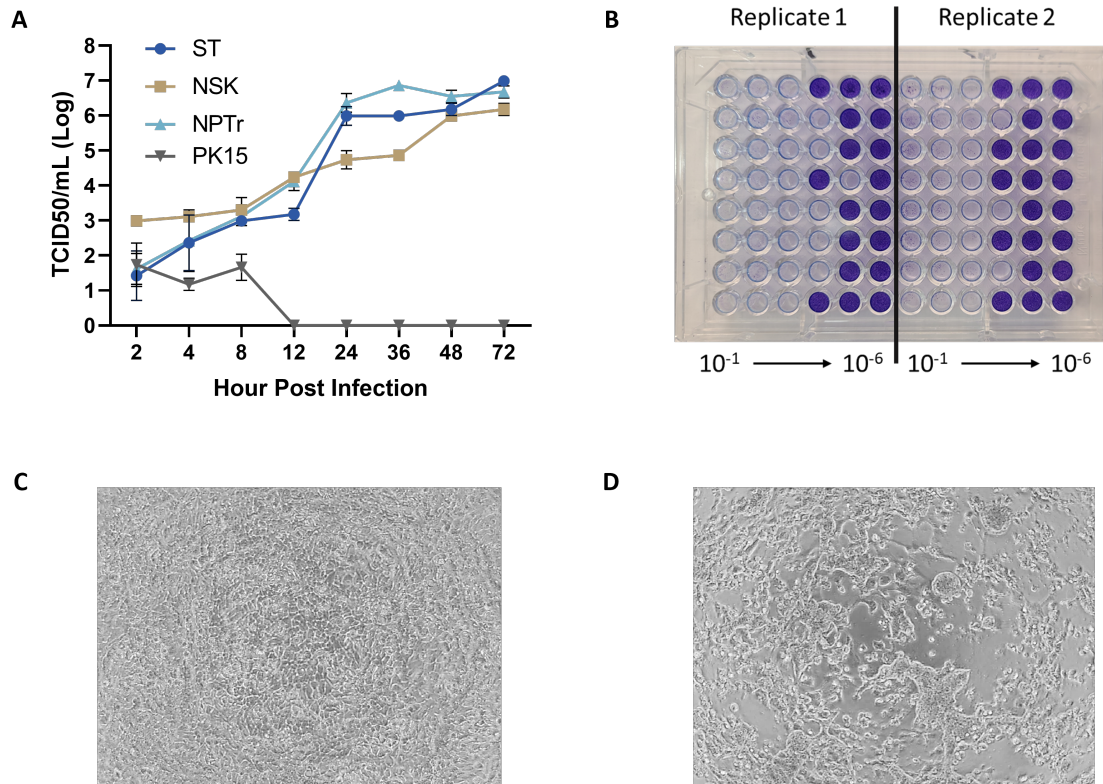 A
8
7
6
5
4
3
2
1
0
TCID50/mL (Log)
ST
NSK
NPTr
PK15
2 4 8 12 24 36 48 72
Hour Post Infection
B
Replicate 1 Replicate 2
10⁻¹ 10⁻⁶ 10⁻¹ 10⁻⁶
C
D